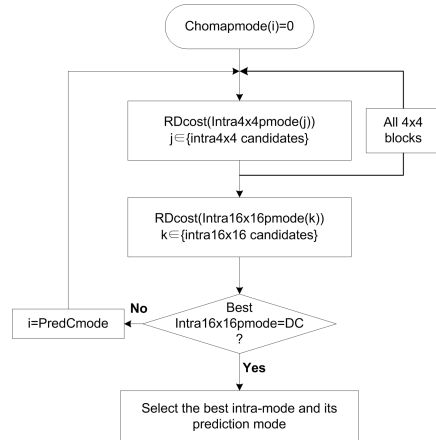 Chomapmode(i)=0
RDcost(Intra4x4pmode(j))
j∈{intra4x4 candidates}
All 4x4
blocks
RDcost(Intra16x16pmode(k))
k∈{intra16x16 candidates}
Best
Intra16x16pmode=DC
?
No
i=PredCmode
Yes
Select the best intra-mode and its
prediction mode